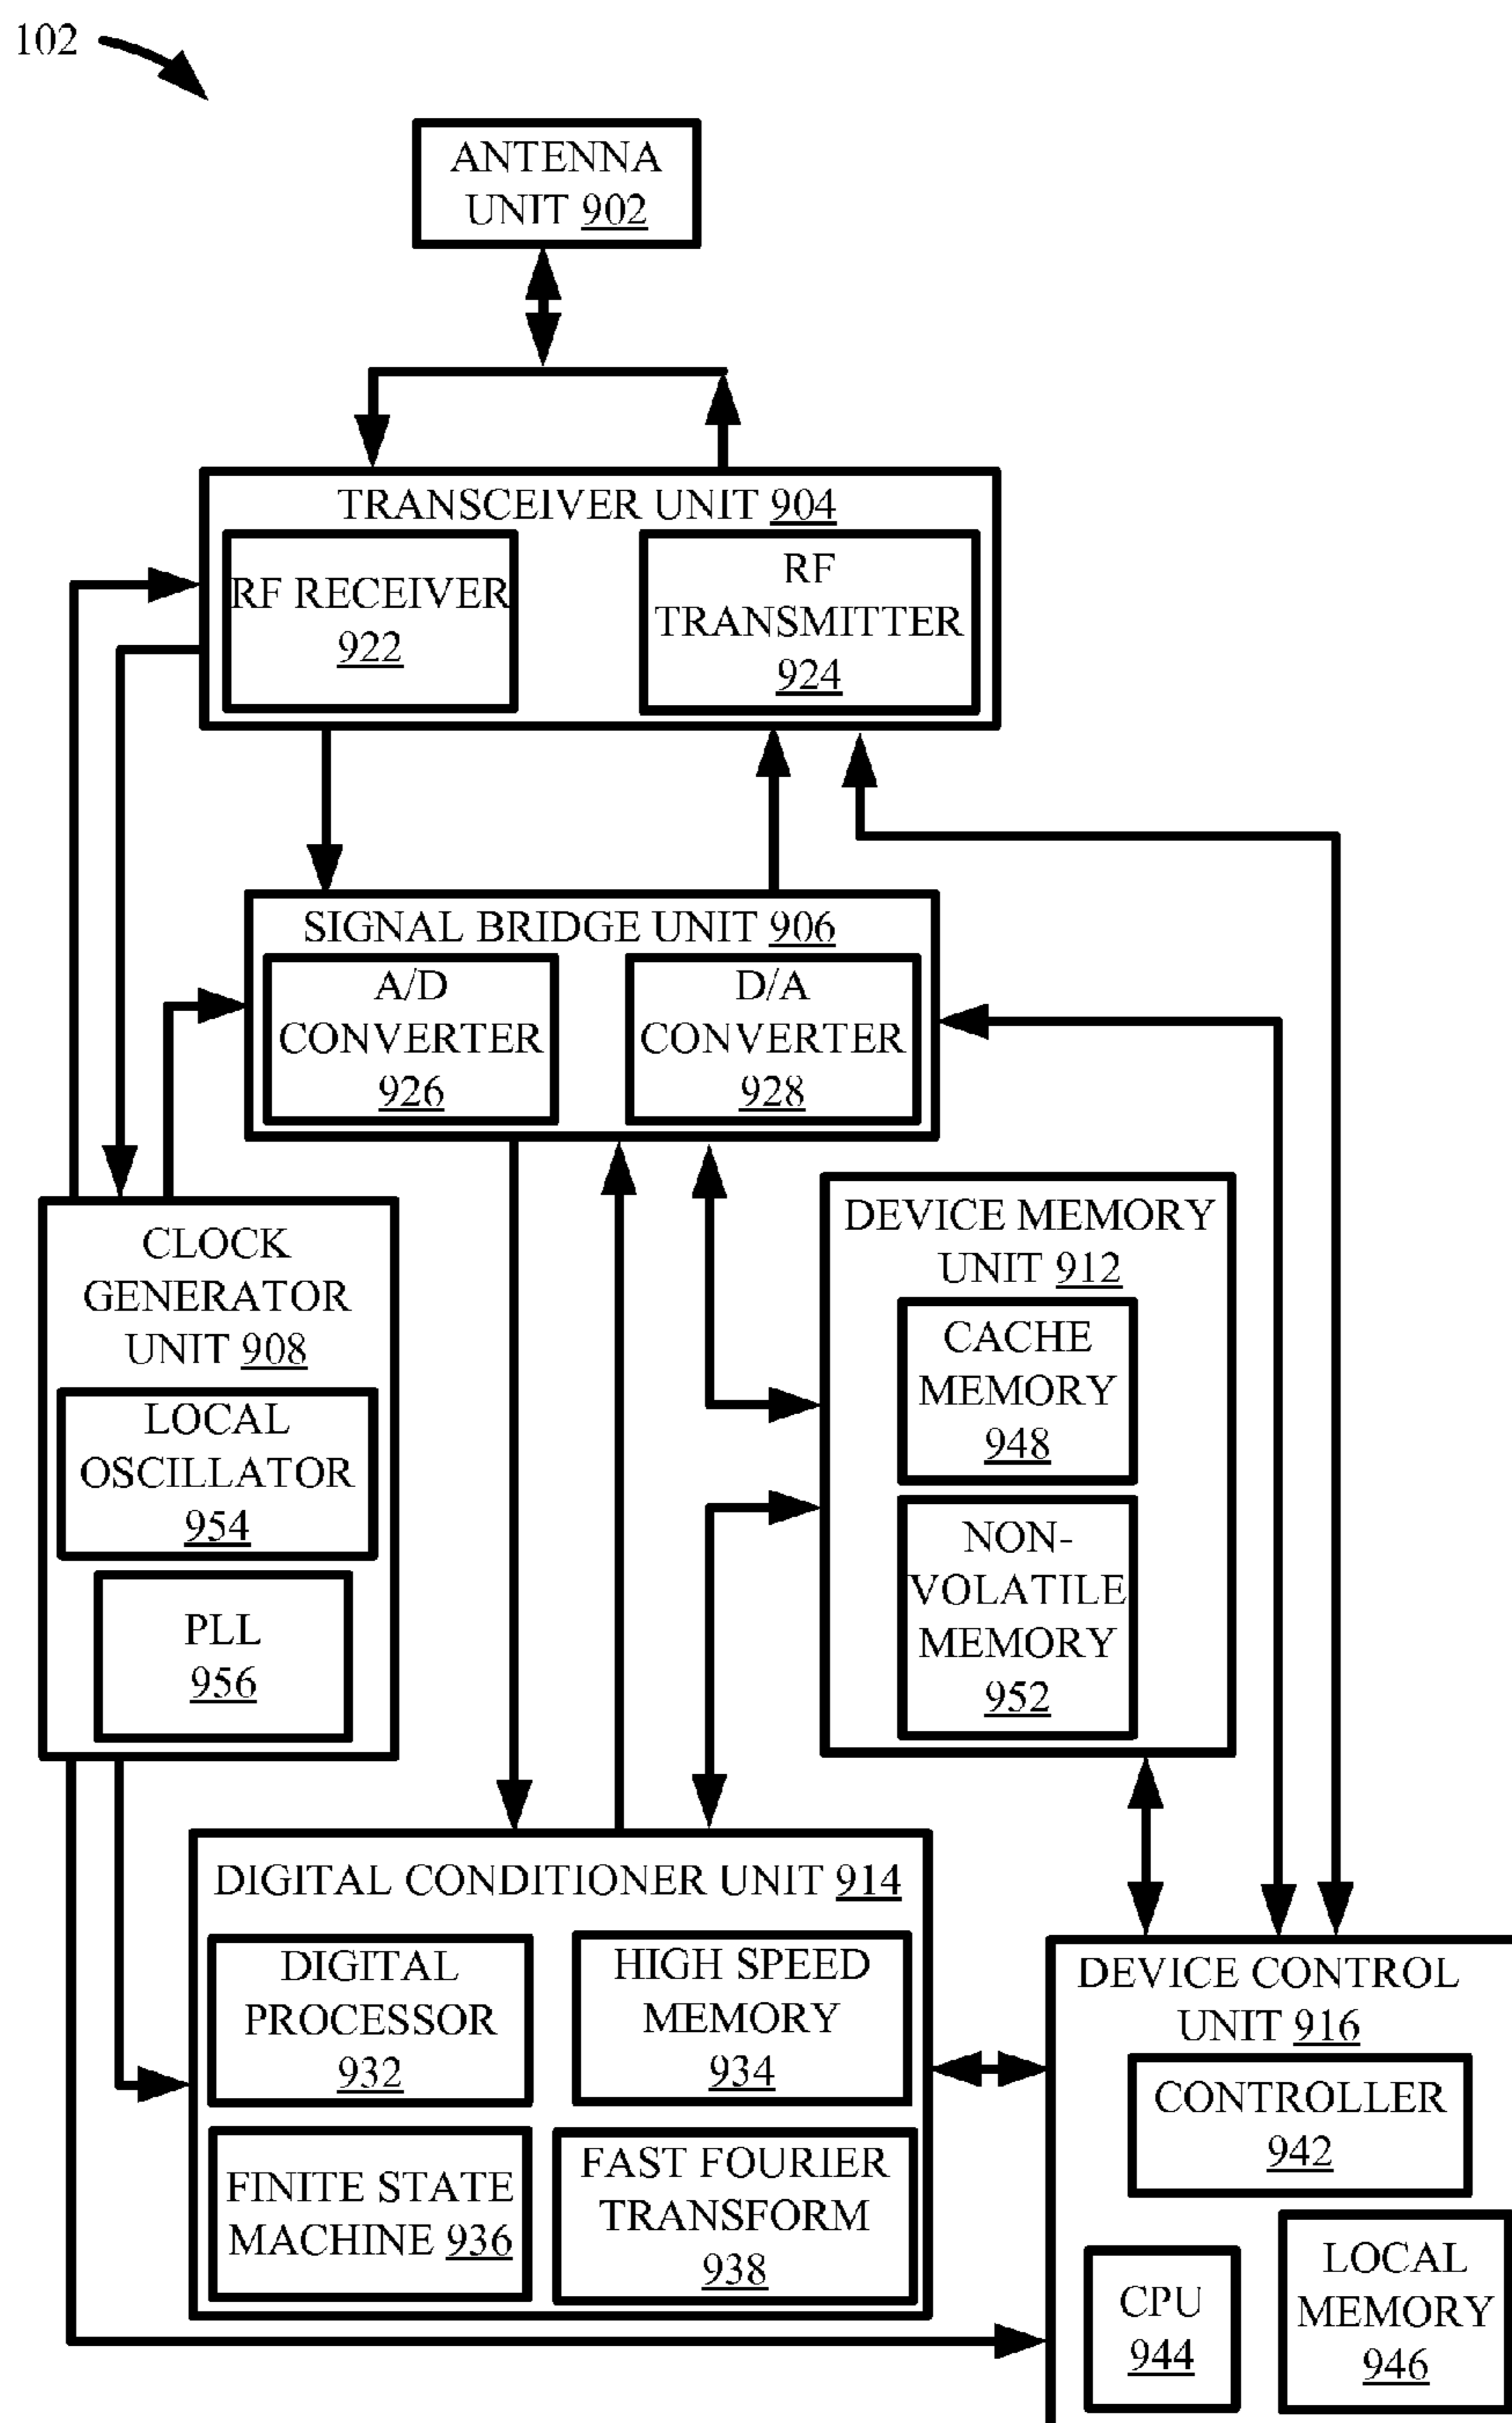 102
ANTENNA
UNIT 902
TRANSCEIVER UNIT 904
RF RECEIVER
922
RF
TRANSMITTER
924
SIGNAL BRIDGE UNIT 906
A/D
CONVERTER
926
D/A
CONVERTER
928
CLOCK
GENERATOR
UNIT 908
LOCAL
OSCILLATOR
954
PLL
956
DEVICE MEMORY
UNIT 912
CACHE
MEMORY
948
NON-
VOLATILE
MEMORY
952
DIGITAL CONDITIONER UNIT 914
DIGITAL
PROCESSOR
932
HIGH SPEED
MEMORY
934
FINITE STATE
MACHINE 936
FAST FOURIER
TRANSFORM
938
DEVICE CONTROL
UNIT 916
CONTROLLER
942
CPU
944
LOCAL
MEMORY
946